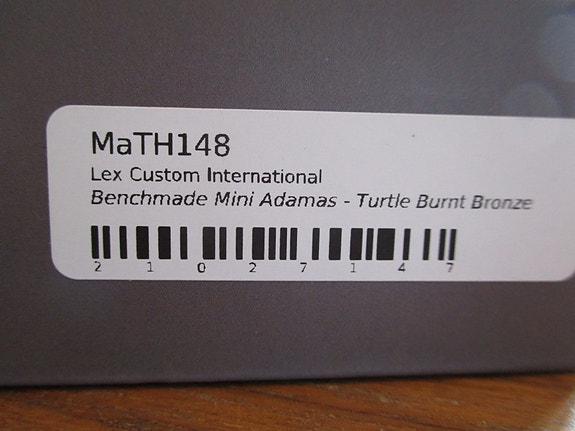 MaTH148
Lex Custom International
Benchmade Mini Adamas - Turtle Burnt Bronze
2 1 0 2 7 1 4 7